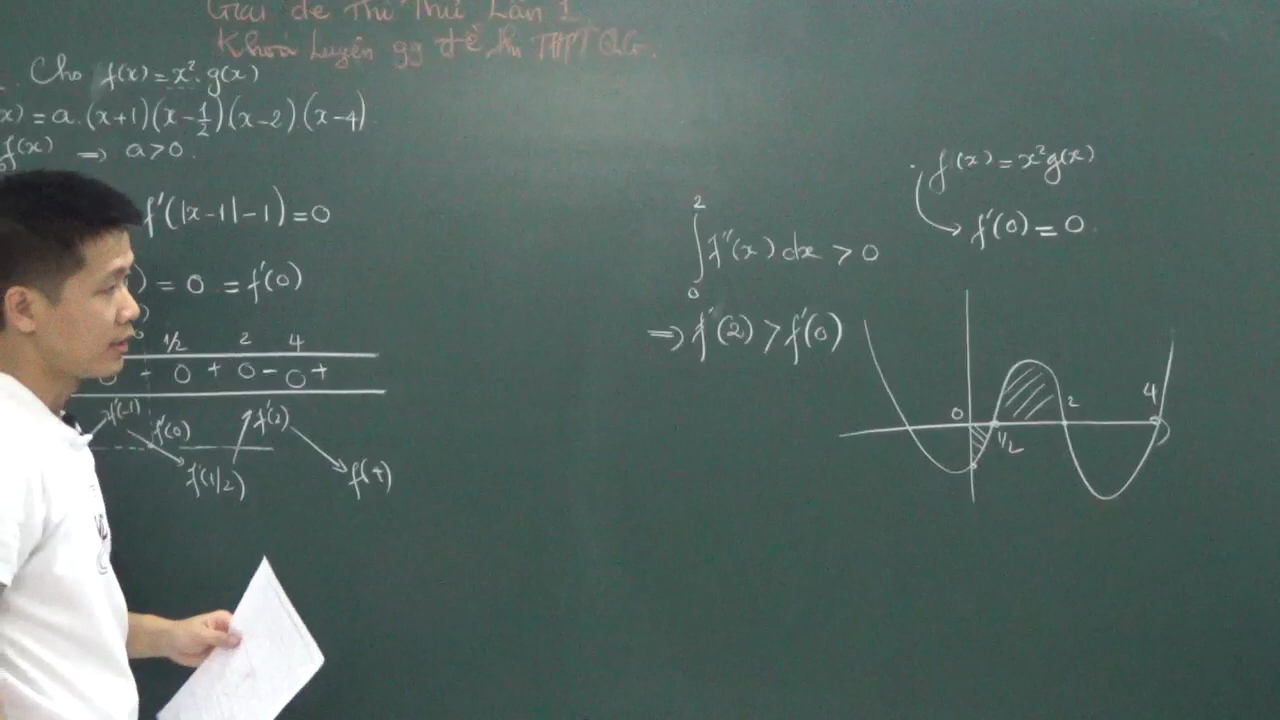 Giải đề Thi Thử Lần 1
Khoá Luyện gg đề thi THPT QG.
Cho f(x) = x². g(x)
x) = a.(x+1)(x-1/2)(x-2).(x-4)
f(x) ⇒ a>0.
f'(|x-1|-1)=0
) = 0 = f'(0)
1/2 2 4
0 - 0 + 0 - 0 +
f'(-1) f'(0) f'(1/2) f'(2) f(4)
f(x) = x²g(x)
f'(0) = 0.
∫₀² f''(x) dx > 0
⇒ f'(2) > f'(0)
0 1/2 2 4